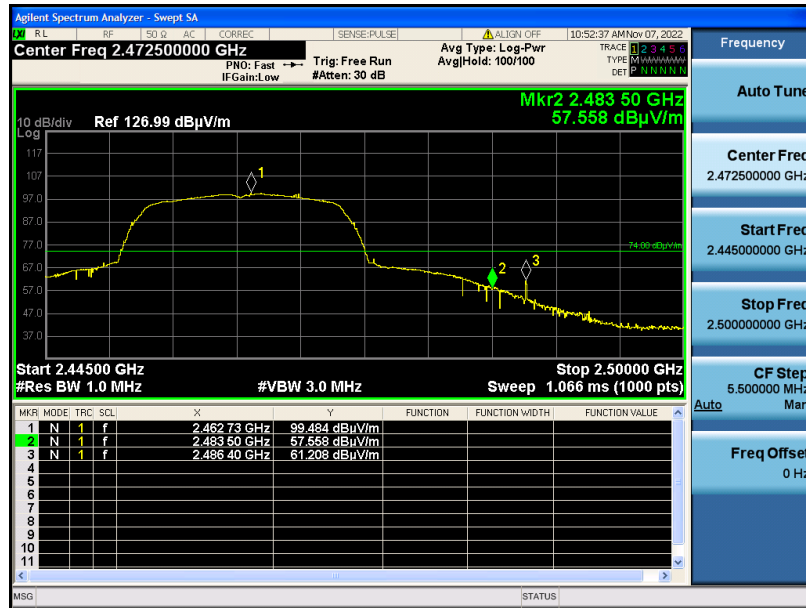 Agilent Spectrum Analyzer - Swept SA
LXI RL RF 50 Ω AC CORREC SENSE:PULSE ALIGN OFF 10:52:37 AM Nov 07, 2022
Center Freq 2.472500000 GHz
PNO: Fast
IFGain:Low
Trig: Free Run
#Atten: 30 dB
Avg Type: Log-Pwr
Avg|Hold: 100/100
TRACE 1 2 3 4 5 6
TYPE M WWWWW
DET P N N N N N
Mkr2 2.483 50 GHz
57.558 dBµV/m
10 dB/div Ref 126.99 dBµV/m
Log
117
107
97.0
87.0
77.0
67.0
57.0
47.0
37.0
1
2
3
74.00 dBµV/m
Start 2.44500 GHz Stop 2.50000 GHz
#Res BW 1.0 MHz #VBW 3.0 MHz Sweep 1.066 ms (1000 pts)
MKR MODE TRC SCL X Y FUNCTION FUNCTION WIDTH FUNCTION VALUE
1 N 1 f 2.462 73 GHz 99.484 dBµV/m
2 N 1 f 2.483 50 GHz 57.558 dBµV/m
3 N 1 f 2.486 40 GHz 61.208 dBµV/m
4
5
6
7
8
9
10
11
MSG STATUS
Frequency
Auto Tune
Center Freq
2.472500000 GHz
Start Freq
2.445000000 GHz
Stop Freq
2.500000000 GHz
CF Step
5.500000 MHz
Auto Man
Freq Offset
0 Hz